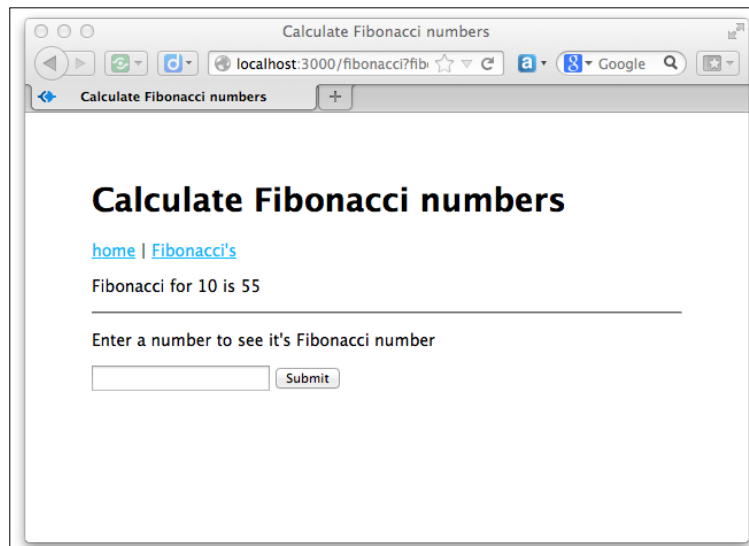 Calculate Fibonacci numbers
localhost:3000/fibonacci?fib
Google
Calculate Fibonacci numbers
Calculate Fibonacci numbers
home | Fibonacci's
Fibonacci for 10 is 55
Enter a number to see it's Fibonacci number
Submit